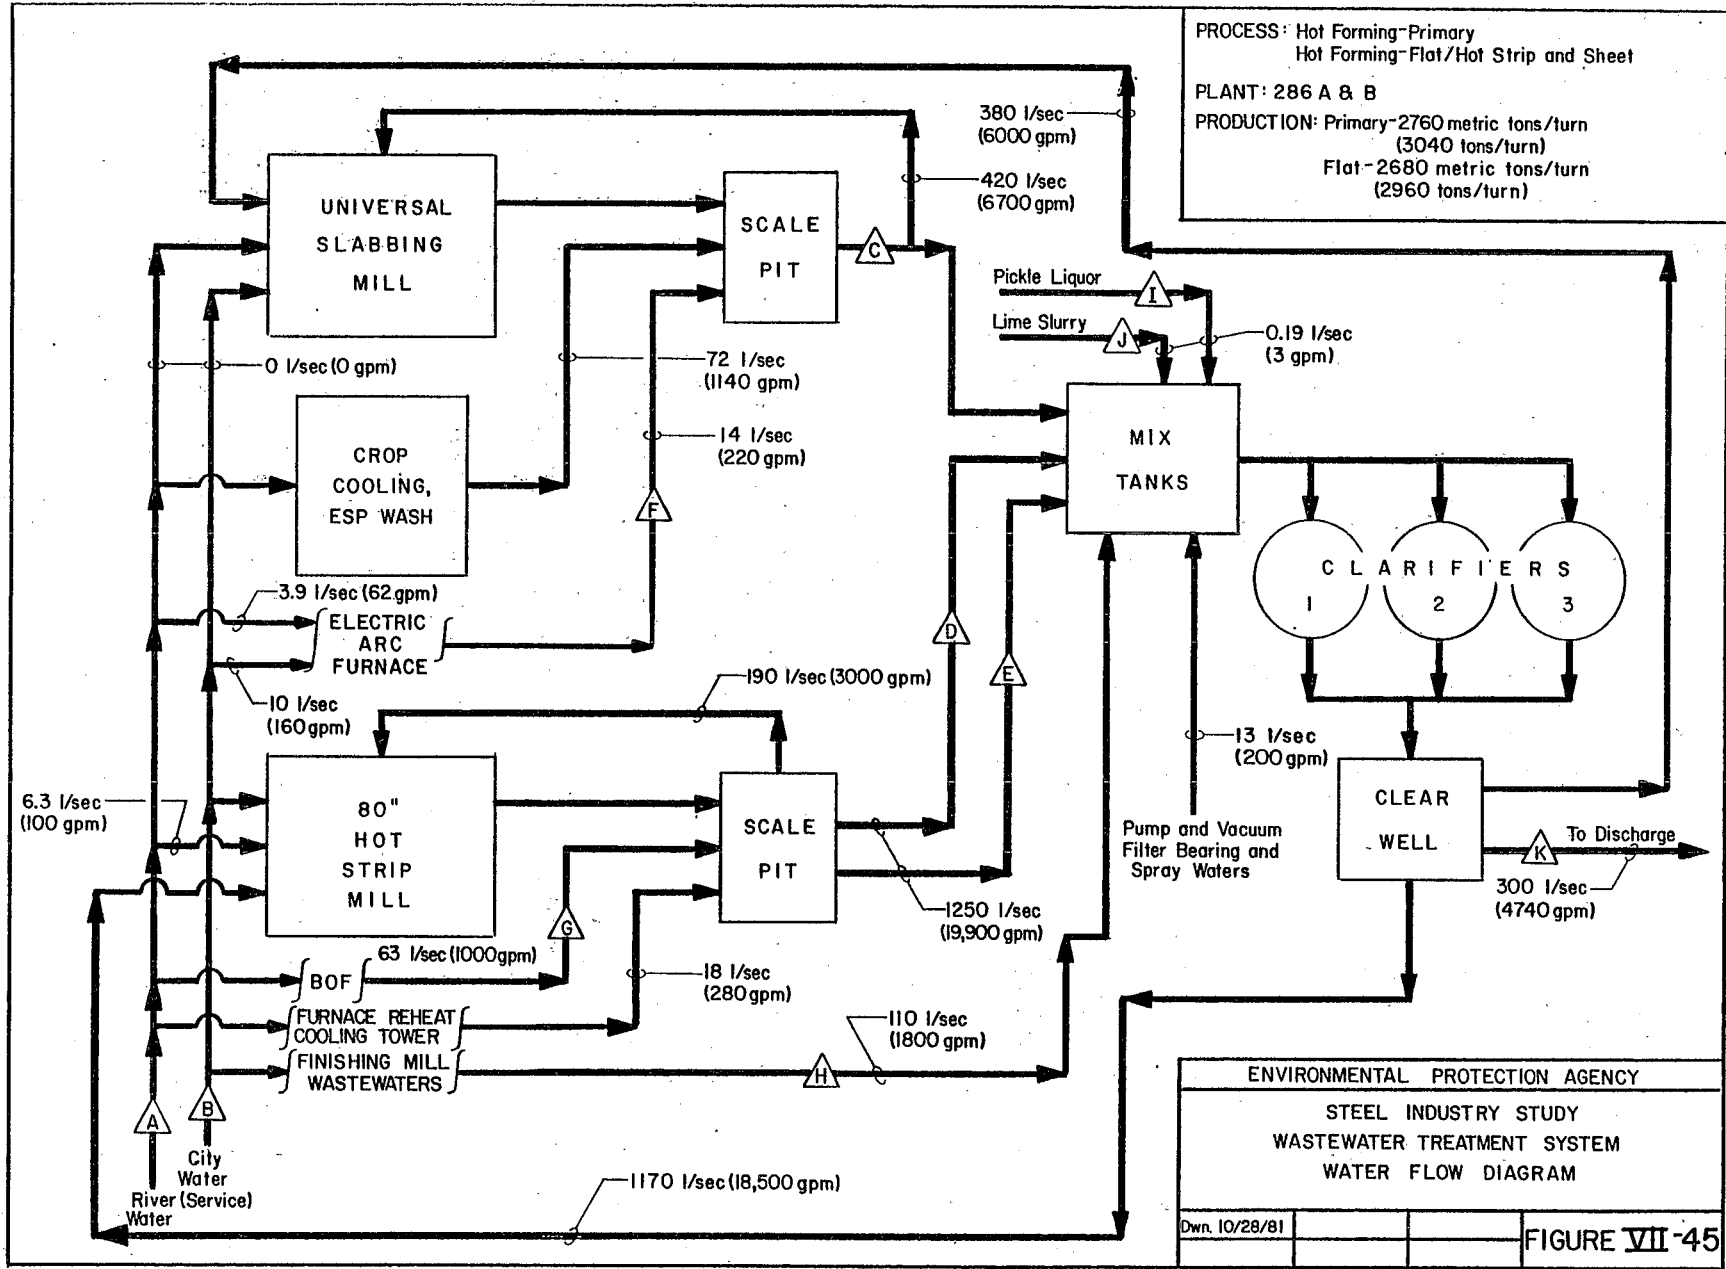 PROCESS: Hot Forming-Primary
Hot Forming-Flat/Hot Strip and Sheet
PLANT: 286 A & B
PRODUCTION: Primary-2760 metric tons/turn
(3040 tons/turn)
Flat-2680 metric tons/turn
(2960 tons/turn)
380 l/sec
(6000 gpm)
420 l/sec
(6700 gpm)
UNIVERSAL
SLABBING
MILL
SCALE
PIT
C
Pickle Liquor
I
Lime Slurry
J
0.19 l/sec
(3 gpm)
0 l/sec (0 gpm)
72 l/sec
(1140 gpm)
14 l/sec
(220 gpm)
CROP
COOLING,
ESP WASH
F
MIX
TANKS
CLARIFIERS
1 2 3
3.9 l/sec (62 gpm)
ELECTRIC
ARC
FURNACE
10 l/sec
(160 gpm)
D
E
190 l/sec (3000 gpm)
13 l/sec
(200 gpm)
6.3 l/sec
(100 gpm)
80"
HOT
STRIP
MILL
SCALE
PIT
Pump and Vacuum
Filter Bearing and
Spray Waters
CLEAR
WELL
To Discharge
K
300 l/sec
(4740 gpm)
1250 l/sec
(19,900 gpm)
G
63 l/sec (1000gpm)
BOF
18 l/sec
(280 gpm)
FURNACE REHEAT
COOLING TOWER
110 l/sec
(1800 gpm)
FINISHING MILL
WASTEWATERS
H
A
B
City
Water
(Service)
River
Water
1170 l/sec (18,500 gpm)
ENVIRONMENTAL PROTECTION AGENCY
STEEL INDUSTRY STUDY
WASTEWATER TREATMENT SYSTEM
WATER FLOW DIAGRAM
Dwn. 10/28/81
FIGURE VII-45